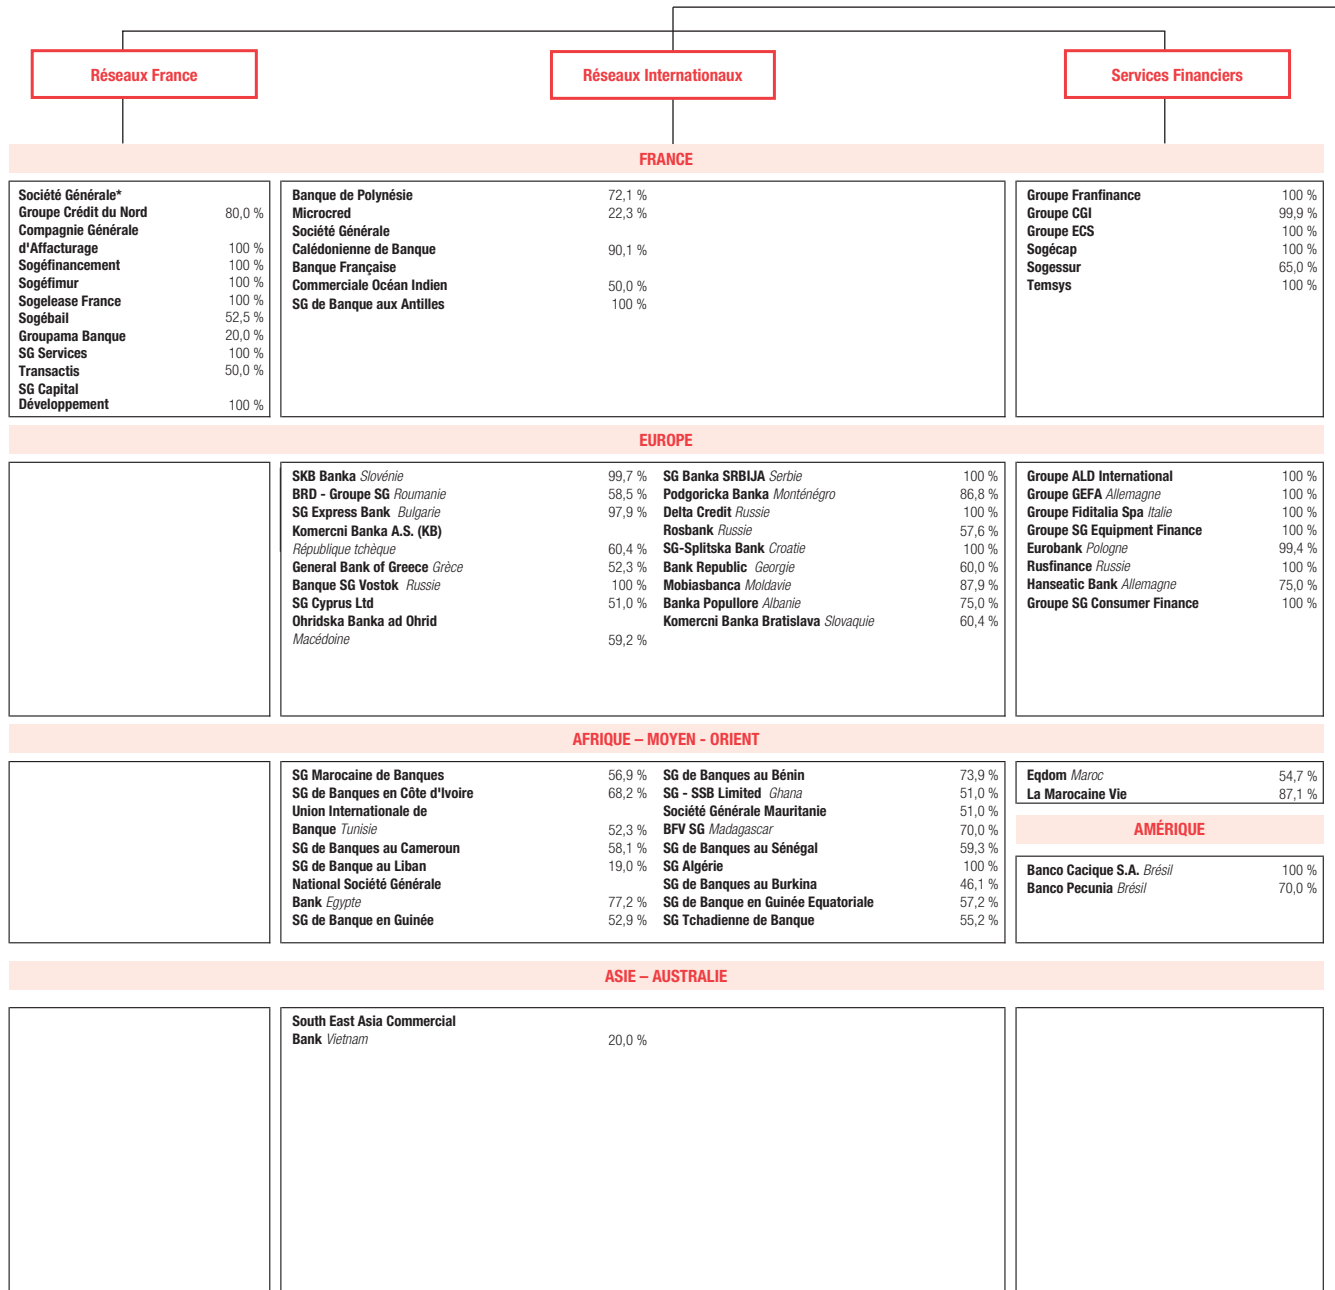 Réseaux France
Réseaux Internationaux
Services Financiers
FRANCE
Société Générale*
Groupe Crédit du Nord 80,0 %
Compagnie Générale
d'Affacturage 100 %
Sogéfinancement 100 %
Sogéfimur 100 %
Sogelease France 100 %
Sogébail 52,5 %
Groupama Banque 20,0 %
SG Services 100 %
Transactis 50,0 %
SG Capital
Développement 100 %
Banque de Polynésie 72,1 %
Microcred 22,3 %
Société Générale
Calédonienne de Banque 90,1 %
Banque Française
Commerciale Océan Indien 50,0 %
SG de Banque aux Antilles 100 %
Groupe Franfinance 100 %
Groupe CGI 99,9 %
Groupe ECS 100 %
Sogécap 100 %
Sogessur 65,0 %
Temsys 100 %
EUROPE
SKB Banka Slovénie 99,7 %
BRD - Groupe SG Roumanie 58,5 %
SG Express Bank Bulgarie 97,9 %
Komercni Banka A.S. (KB)
République tchèque 60,4 %
General Bank of Greece Grèce 52,3 %
Banque SG Vostok Russie 100 %
SG Cyprus Ltd 51,0 %
Ohridska Banka ad Ohrid
Macédoine 59,2 %
SG Banka SRBIJA Serbie 100 %
Podgoricka Banka Monténégro 86,8 %
Delta Credit Russie 100 %
Rosbank Russie 57,6 %
SG-Splitska Bank Croatie 100 %
Bank Republic Georgie 60,0 %
Mobiasbanca Moldavie 87,9 %
Banka Popullore Albanie 75,0 %
Komercni Banka Bratislava Slovaquie 60,4 %
Groupe ALD International 100 %
Groupe GEFA Allemagne 100 %
Groupe Fiditalia Spa Italie 100 %
Groupe SG Equipment Finance 100 %
Eurobank Pologne 99,4 %
Rusfinance Russie 100 %
Hanseatic Bank Allemagne 75,0 %
Groupe SG Consumer Finance 100 %
AFRIQUE – MOYEN - ORIENT
SG Marocaine de Banques 56,9 %
SG de Banques en Côte d'Ivoire 68,2 %
Union Internationale de
Banque Tunisie 52,3 %
SG de Banques au Cameroun 58,1 %
SG de Banque au Liban 19,0 %
National Société Générale
Bank Egypte 77,2 %
SG de Banque en Guinée 52,9 %
SG de Banques au Bénin 73,9 %
SG - SSB Limited Ghana 51,0 %
Société Générale Mauritanie 51,0 %
BFV SG Madagascar 70,0 %
SG de Banques au Sénégal 59,3 %
SG Algérie 100 %
SG de Banques au Burkina 46,1 %
SG de Banque en Guinée Equatoriale 57,2 %
SG Tchadienne de Banque 55,2 %
Eqdom Maroc 54,7 %
La Marocaine Vie 87,1 %
AMÉRIQUE
Banco Cacique S.A. Brésil 100 %
Banco Pecunia Brésil 70,0 %
ASIE – AUSTRALIE
South East Asia Commercial
Bank Vietnam 20,0 %